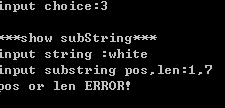 input choice:3
***show subString***
input string :white
input substring pos,len:1,7
pos or len ERROR!